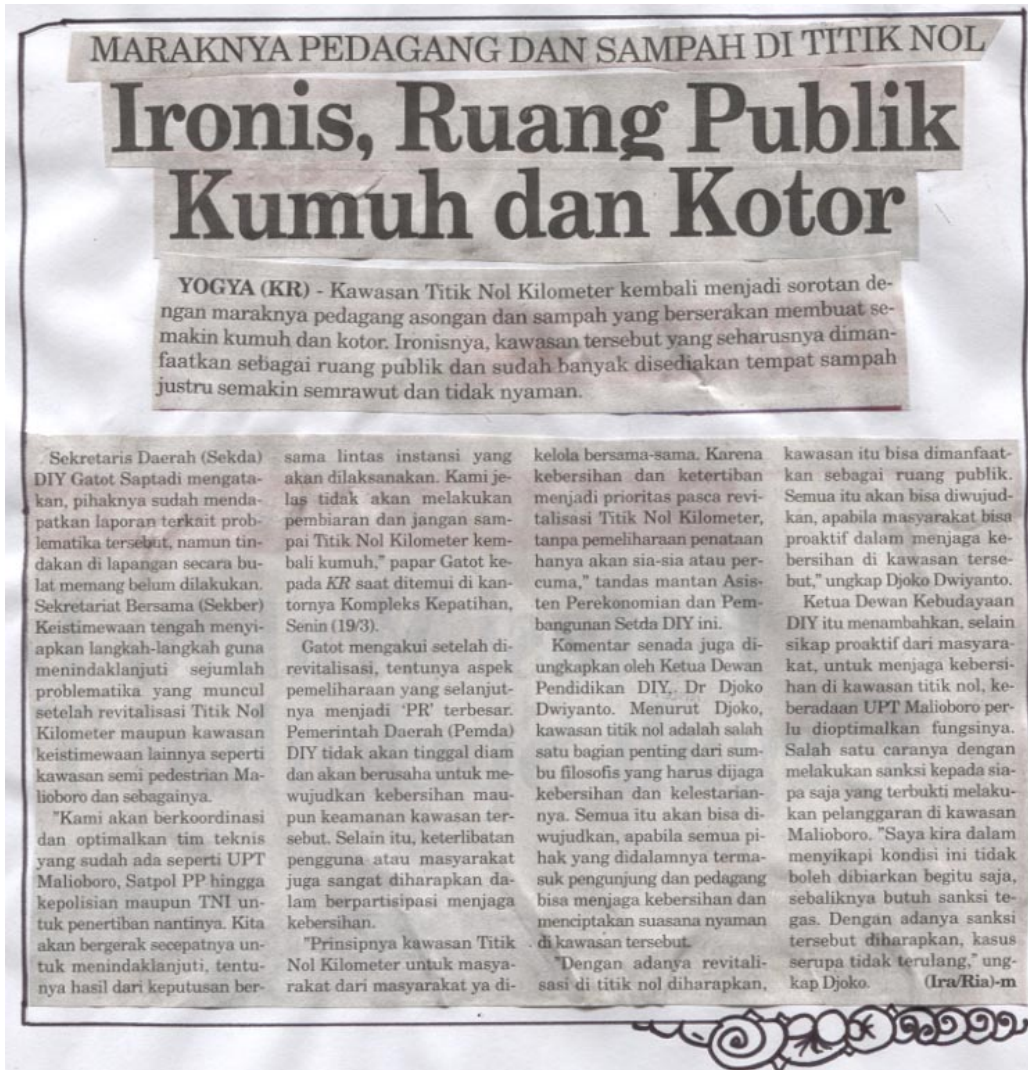 MARAKNYA PEDAGANG DAN SAMPAH DI TITIK NOL
Ironis, Ruang Publik
Kumuh dan Kotor
YOGYA (KR) - Kawasan Titik Nol Kilometer kembali menjadi sorotan de-
ngan maraknya pedagang asongan dan sampah yang berserakan membuat se-
makin kumuh dan kotor. Ironisnya, kawasan tersebut yang seharusnya diman-
faatkan sebagai ruang publik dan sudah banyak disediakan tempat sampah
justru semakin semrawut dan tidak nyaman.
Sekretaris Daerah (Sekda)
DIY Gatot Saptadi mengata-
kan, pihaknya sudah menda-
patkan laporan terkait prob-
lematika tersebut, namun tin-
dakan di lapangan secara bu-
lat memang belum dilakukan.
Sekretariat Bersama (Sekber)
Keistimewaan tengah menyi-
apkan langkah-langkah guna
menindaklanjuti sejumlah
problematika yang muncul
setelah revitalisasi Titik Nol
Kilometer maupun kawasan
keistimewaan lainnya seperti
kawasan semi pedestrian Ma-
lioboro dan sebagainya.
"Kami akan berkoordinasi
dan optimalkan tim teknis
yang sudah ada seperti UPT
Malioboro, Satpol PP hingga
kepolisian maupun TNI un-
tuk penertiban nantinya. Kita
akan bergerak secepatnya un-
tuk menindaklanjuti, tentu-
nya hasil dari keputusan ber-
sama lintas instansi yang
akan dilaksanakan. Kami je-
las tidak akan melakukan
pembiaran dan jangan sam-
pai Titik Nol Kilometer kem-
bali kumuh," papar Gatot ke-
pada KR saat ditemui di kan-
tornya Kompleks Kepatihan,
Senin (19/3).
Gatot mengakui setelah di-
revitalisasi, tentunya aspek
pemeliharaan yang selanjut-
nya menjadi 'PR' terbesar.
Pemerintah Daerah (Pemda)
DIY tidak akan tinggal diam
dan akan berusaha untuk me-
wujudkan kebersihan mau-
pun keamanan kawasan ter-
sebut. Selain itu, keterlibatan
pengguna atau masyarakat
juga sangat diharapkan da-
lam berpartisipasi menjaga
kebersihan.
"Prinsipnya kawasan Titik
Nol Kilometer untuk masya-
rakat dari masyarakat ya di-
kelola bersama-sama. Karena
kebersihan dan ketertiban
menjadi prioritas pasca revi-
talisasi Titik Nol Kilometer,
tanpa pemeliharaan penataan
hanya akan sia-sia atau per-
cuma," tandas mantan Asis-
ten Perekonomian dan Pem-
bangunan Setda DIY ini.
Komentar senada juga di-
ungkapkan oleh Ketua Dewan
Pendidikan DIY, Dr Djoko
Dwiyanto. Menurut Djoko,
kawasan titik nol adalah salah
satu bagian penting dari sum-
bu filosofis yang harus dijaga
kebersihan dan kelestarian-
nya. Semua itu akan bisa di-
wujudkan, apabila semua pi-
hak yang didalamnya terma-
suk pengunjung dan pedagang
bisa menjaga kebersihan dan
menciptakan suasana nyaman
di kawasan tersebut.
"Dengan adanya revitali-
sasi di titik nol diharapkan,
kawasan itu bisa dimanfaat-
kan sebagai ruang publik.
Semua itu akan bisa diwujud-
kan, apabila masyarakat bisa
proaktif dalam menjaga ke-
bersihan di kawasan terse-
but," ungkap Djoko Dwiyanto.
Ketua Dewan Kebudayaan
DIY itu menambahkan, selain
sikap proaktif dari masyara-
kat, untuk menjaga kebersi-
han di kawasan titik nol, ke-
beradaan UPT Malioboro per-
lu dioptimalkan fungsinya.
Salah satu caranya dengan
melakukan sanksi kepada sia-
pa saja yang terbukti melaku-
kan pelanggaran di kawasan
Malioboro. "Saya kira dalam
menyikapi kondisi ini tidak
boleh dibiarkan begitu saja,
sebaliknya butuh sanksi te-
gas. Dengan adanya sanksi
tersebut diharapkan, kasus
serupa tidak terulang," ung-
kap Djoko. (Ira/Ria)-m